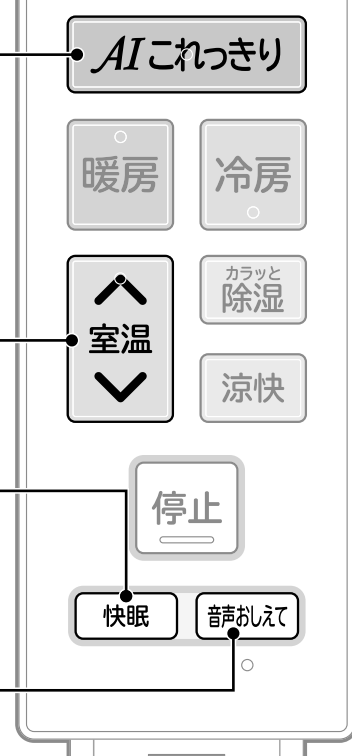 AIこれっきり
暖房
冷房
室温
カラッと
除湿
涼快
停止
快眠
音声おしえて